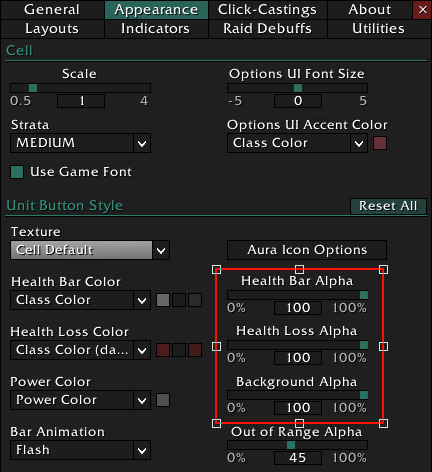 General Appearance Click-Castings About ×
Layouts Indicators Raid Debuffs Utilities
Cell
Scale Options UI Font Size
0.5 1 4 -5 0 5
Strata Options UI Accent Color
MEDIUM Class Color
Use Game Font
Unit Button Style Reset All
Texture
Cell Default Aura Icon Options
Health Bar Color Health Bar Alpha
Class Color 0% 100 100%
Health Loss Color Health Loss Alpha
Class Color (da... 0% 100 100%
Power Color Background Alpha
Power Color 0% 100 100%
Bar Animation Out of Range Alpha
Flash 0% 45 100%